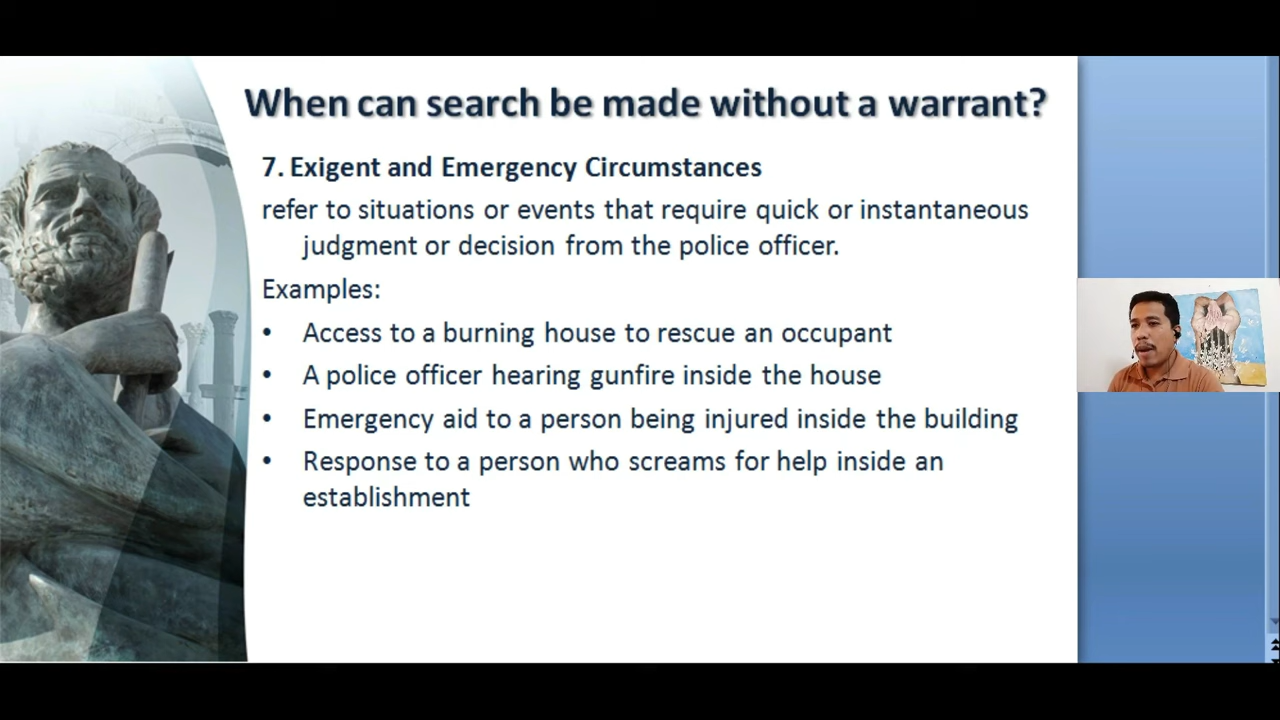 When can search be made without a warrant?
7. Exigent and Emergency Circumstances
refer to situations or events that require quick or instantaneous
judgment or decision from the police officer.
Examples:
• Access to a burning house to rescue an occupant
• A police officer hearing gunfire inside the house
• Emergency aid to a person being injured inside the building
• Response to a person who screams for help inside an
establishment